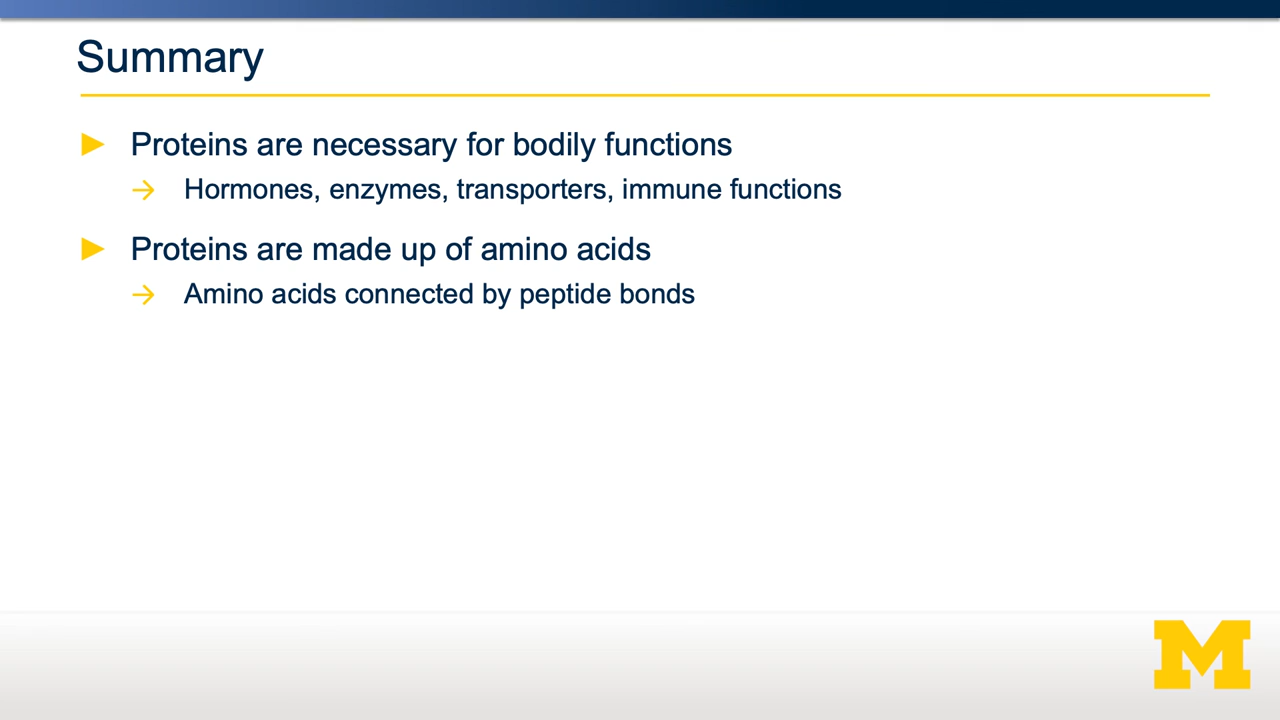 Summary
Proteins are necessary for bodily functions
Hormones, enzymes, transporters, immune functions
Proteins are made up of amino acids
Amino acids connected by peptide bonds
M